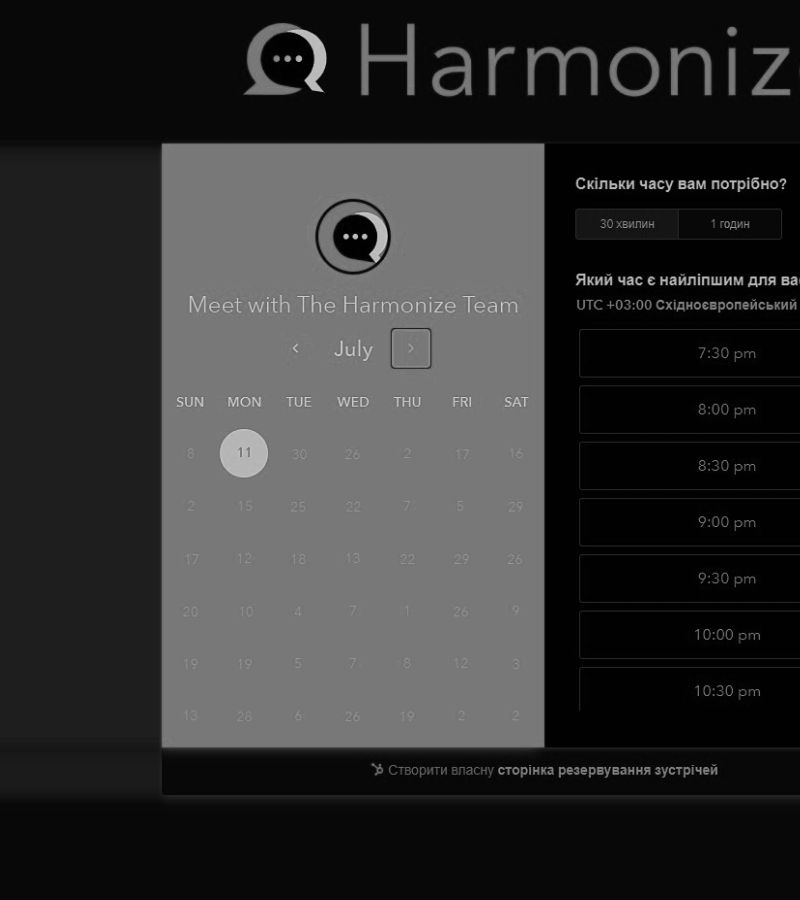 Harmoniz
Meet with The Harmonize Team
July
SUN MON TUE WED THU FRI SAT
8 11 30 26 2 17 16
2 15 25 22 7 5 29
17 12 18 13 22 29 26
20 10 4 7 1 26 9
19 19 5 7 8 12 3
13 28 6 26 19 2 2
Скільки часу вам потрібно?
30 хвилин 1 годин
Який час є найліпшим для ва
UTC +03:00 Східноєвропейський
7:30 pm
8:00 pm
8:30 pm
9:00 pm
9:30 pm
10:00 pm
10:30 pm
Створити власну сторінка резервування зустрічей